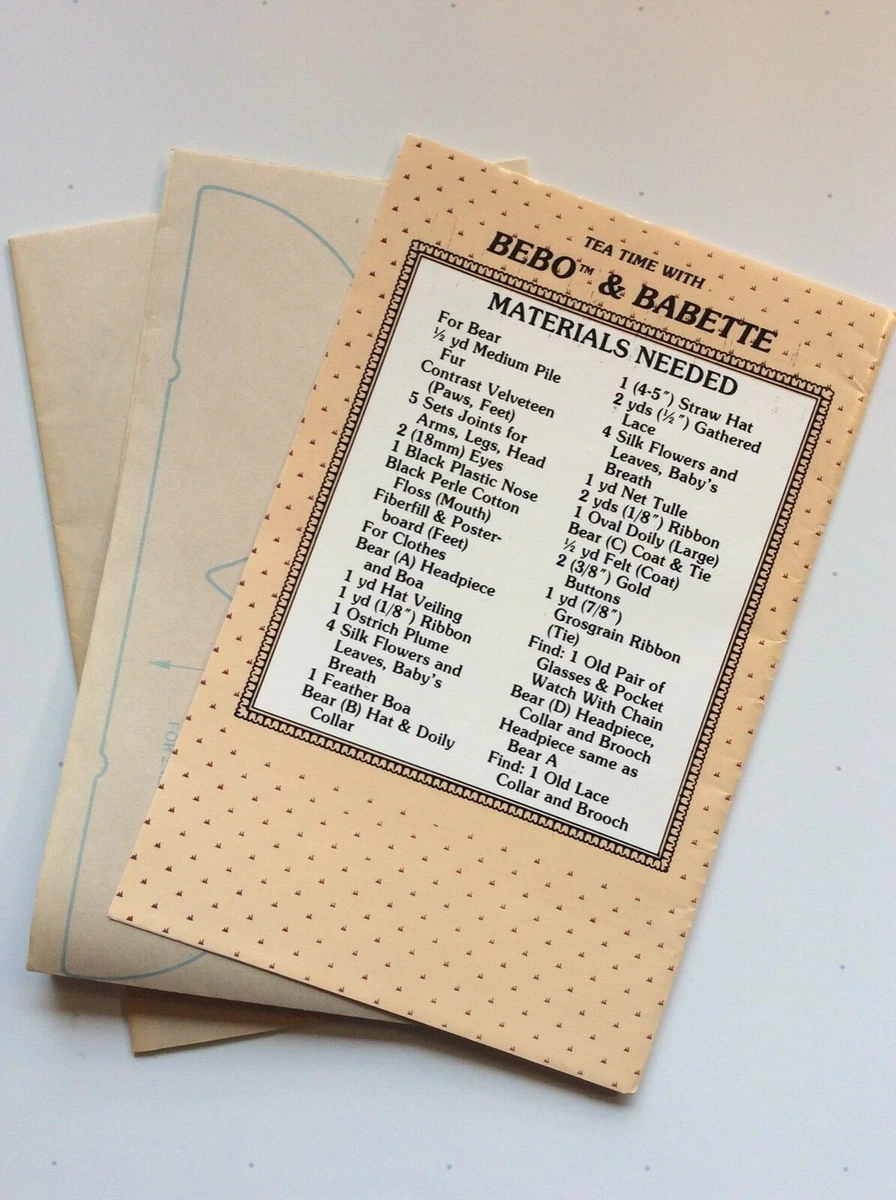 TEA TIME WITH
BEBO™ & BABETTE
MATERIALS NEEDED
For Bear
½ yd Medium Pile
Fur
Contrast Velveteen
(Paws, Feet)
5 Sets Joints for
Arms, Legs, Head
2 (18mm) Eyes
1 Black Plastic Nose
Black Perle Cotton
Floss (Mouth)
Fiberfill & Poster-
board (Feet)
For Clothes
Bear (A) Headpiece
and Boa
1 yd Hat Veiling
1 yd (1/8″) Ribbon
1 Ostrich Plume
4 Silk Flowers and
Leaves, Baby's
Breath
1 Feather Boa
Bear (B) Hat & Doily
Collar
1 (4-5″) Straw Hat
2 yds (½″) Gathered
Lace
4 Silk Flowers and
Leaves, Baby's
Breath
1 yd Net Tulle
2 yds (1/8″) Ribbon
1 Oval Doily (Large)
Bear (C) Coat & Tie
½ yd Felt (Coat)
2 (3/8″) Gold
Buttons
1 yd (7/8″)
Grosgrain Ribbon
(Tie)
Find: 1 Old Pair of
Glasses & Pocket
Watch With Chain
Bear (D) Headpiece,
Collar and Brooch
Headpiece same as
Bear A
Find: 1 Old Lace
Collar and Brooch
FOR